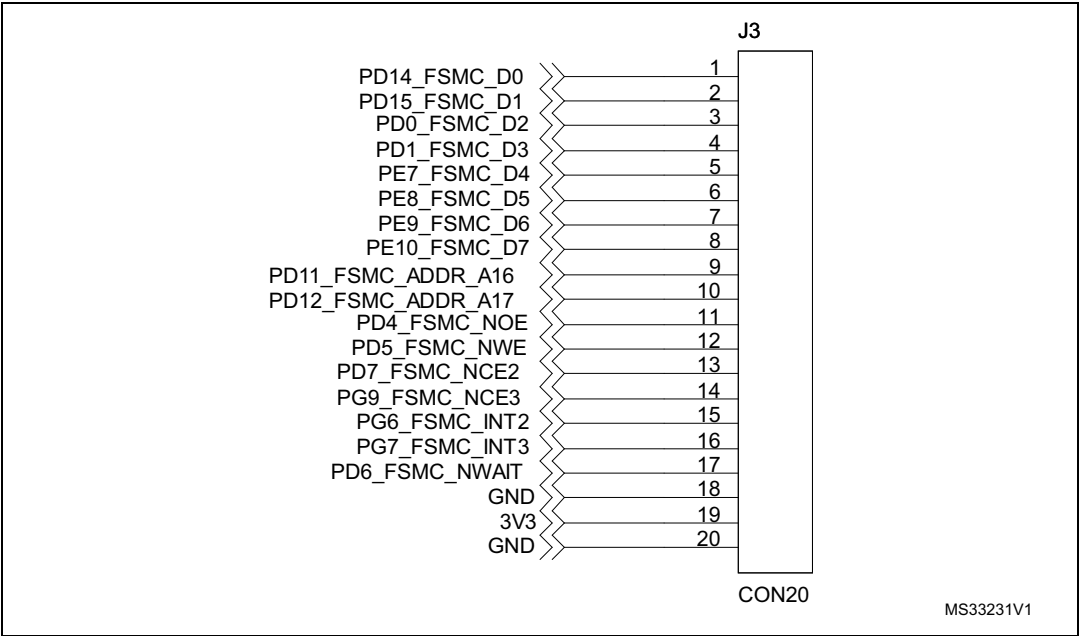 J3
PD14_FSMC_D0 1
PD15_FSMC_D1 2
PD0_FSMC_D2 3
PD1_FSMC_D3 4
PE7_FSMC_D4 5
PE8_FSMC_D5 6
PE9_FSMC_D6 7
PE10_FSMC_D7 8
PD11_FSMC_ADDR_A16 9
PD12_FSMC_ADDR_A17 10
PD4_FSMC_NOE 11
PD5_FSMC_NWE 12
PD7_FSMC_NCE2 13
PG9_FSMC_NCE3 14
PG6_FSMC_INT2 15
PG7_FSMC_INT3 16
PD6_FSMC_NWAIT 17
GND 18
3V3 19
GND 20
CON20
MS33231V1